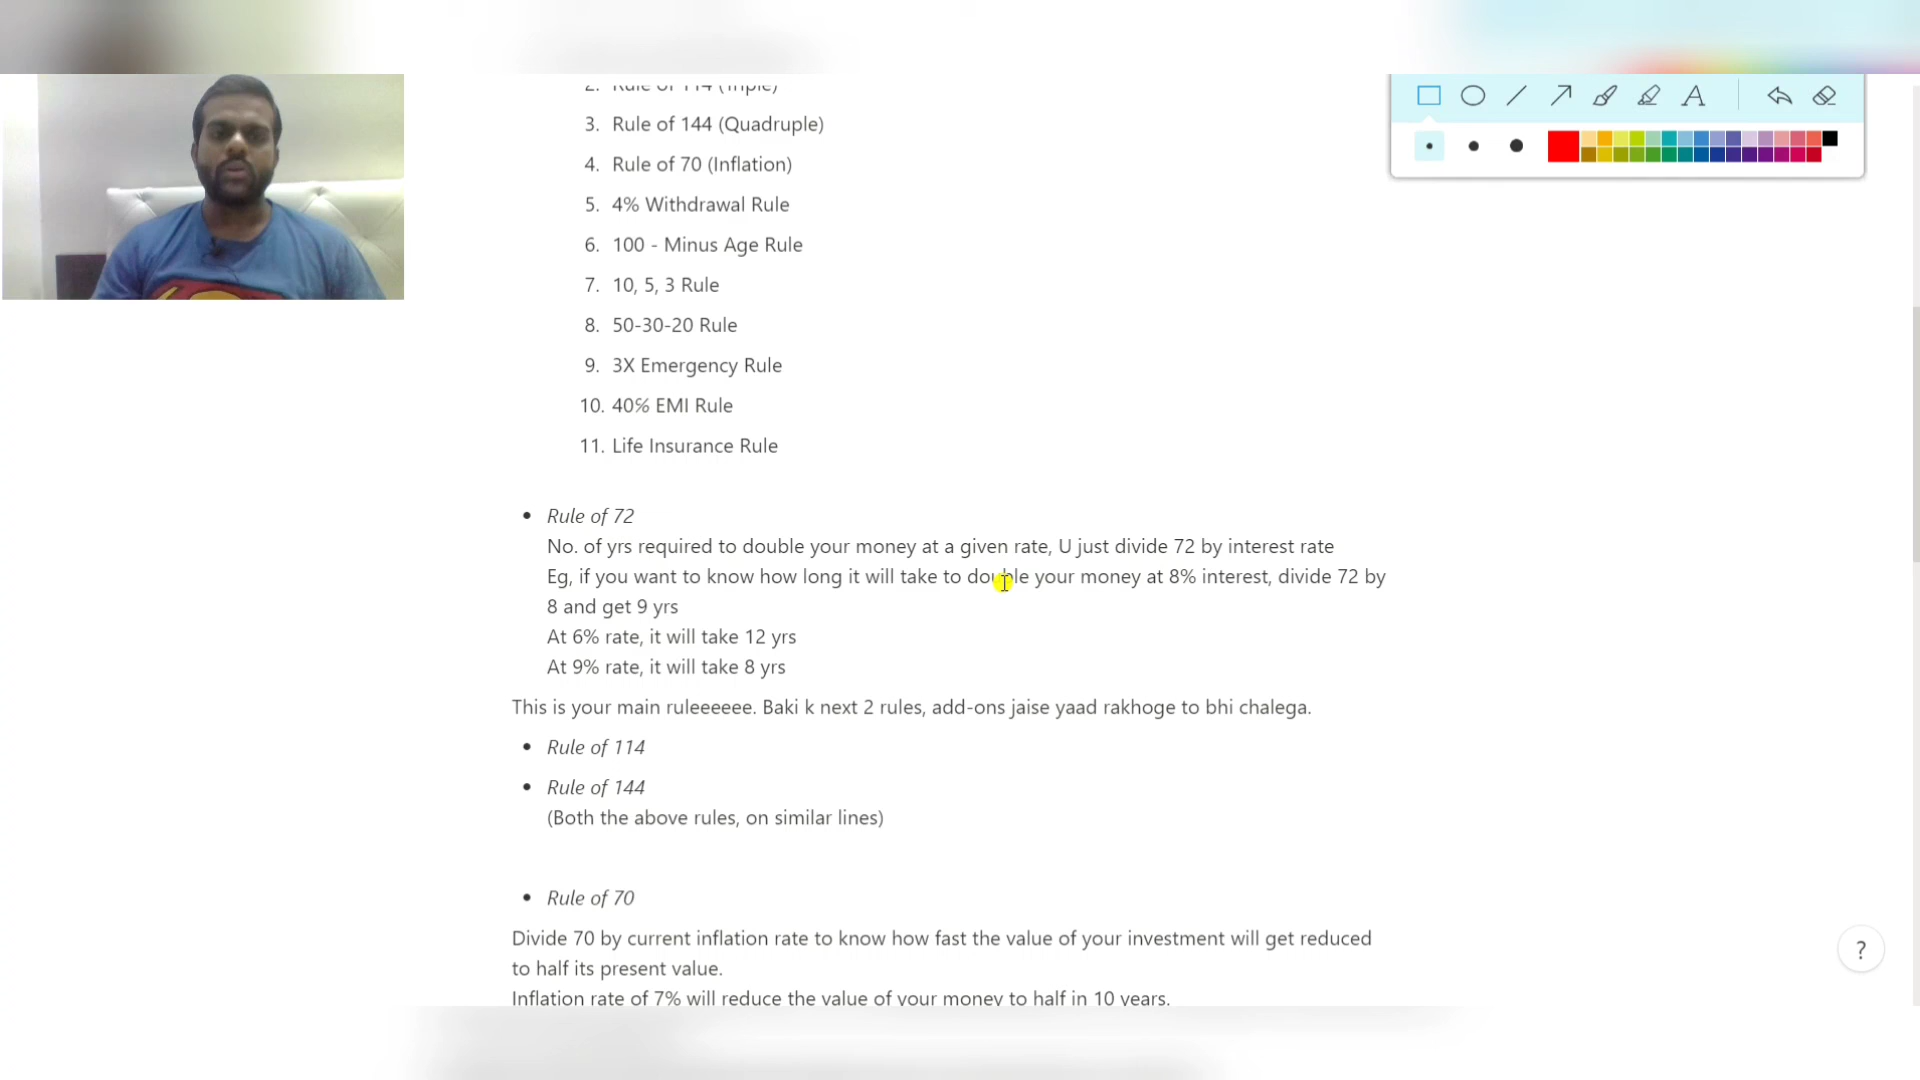 2. Rule of 114 (Triple)
3. Rule of 144 (Quadruple)
4. Rule of 70 (Inflation)
5. 4% Withdrawal Rule
6. 100 - Minus Age Rule
7. 10, 5, 3 Rule
8. 50-30-20 Rule
9. 3X Emergency Rule
10. 40℅ EMI Rule
11. Life Insurance Rule
• Rule of 72
No. of yrs required to double your money at a given rate, U just divide 72 by interest rate
Eg, if you want to know how long it will take to double your money at 8% interest, divide 72 by
8 and get 9 yrs
At 6% rate, it will take 12 yrs
At 9% rate, it will take 8 yrs
This is your main ruleeeeee. Baki k next 2 rules, add-ons jaise yaad rakhoge to bhi chalega.
• Rule of 114
• Rule of 144
(Both the above rules, on similar lines)
• Rule of 70
Divide 70 by current inflation rate to know how fast the value of your investment will get reduced
to half its present value.
Inflation rate of 7% will reduce the value of your money to half in 10 years.
A
?